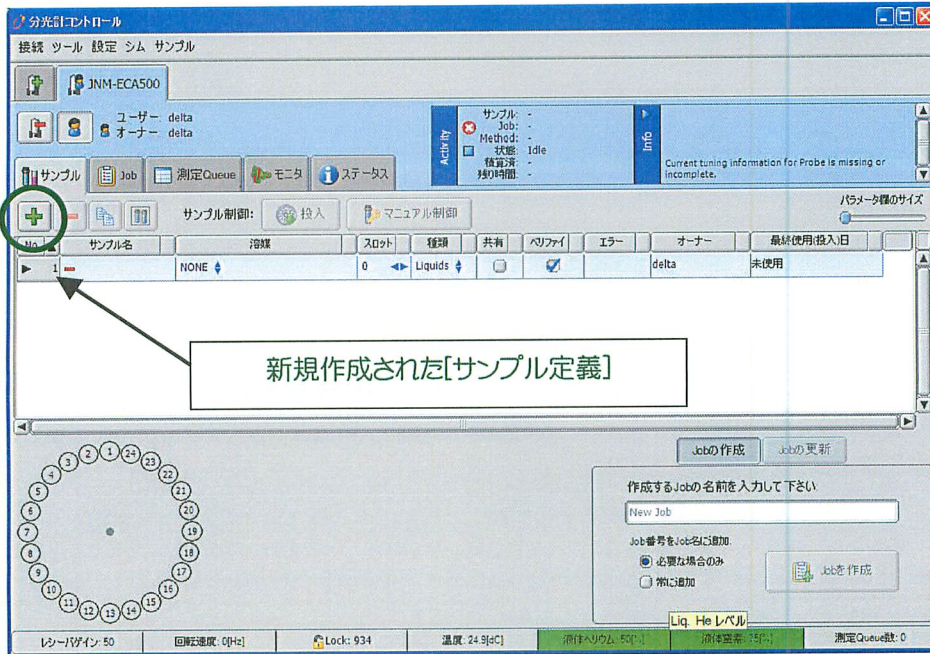 分光計コントロール
接続 ツール 設定 シム サンプル
JNM-ECA500
ユーザー delta
オーナー delta
Activity
サンプル: -
Job: -
Method: -
状態: Idle
積算済: -
残り時間: -
Info
Current tuning information for Probe is missing or
incomplete.
サンプル Job 測定Queue モニタ ステータス
サンプル制御: 投入 マニュアル制御
パラメータ欄のサイズ
No サンプル名 溶媒 スロット 種類 共有 ベリファイ エラー オーナー 最終使用(投入)日
1 NONE 0 Liquids delta 未使用
新規作成された[サンプル定義]
1 2 3 4 5 6 7 8 9 10 11 12 13 14 15 16 17 18 19 20 21 22 23 24
Jobの作成 Jobの更新
作成するJobの名前を入力して下さい
New Job
Job番号をJob名に追加.
必要な場合のみ
常に追加
Jobを作成
Liq. He レベル
レシーバゲイン: 50 回転速度: 0[Hz] Lock: 934 温度: 24.9[dC] 液体ヘリウム: 50[%] 液体窒素: 35[%] 測定Queue数: 0